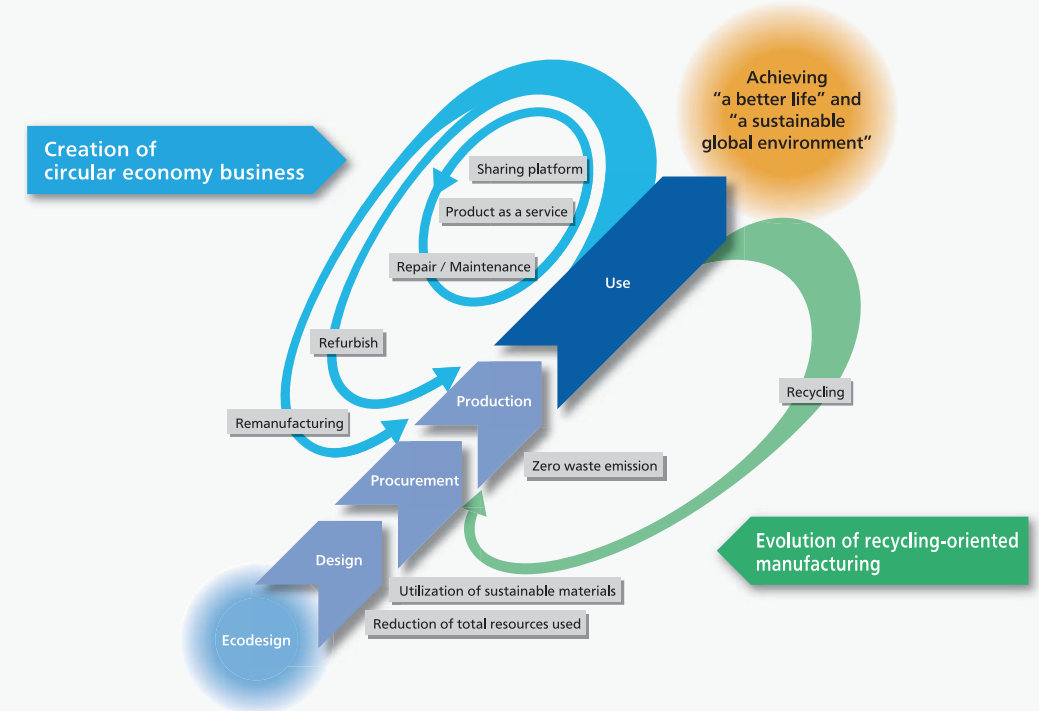 Achieving
“a better life” and
“a sustainable
global environment”
Creation of
circular economy business
Sharing platform
Product as a service
Repair / Maintenance
Use
Refurbish
Recycling
Production
Remanufacturing
Zero waste emission
Procurement
Evolution of recycling-oriented
manufacturing
Design
Utilization of sustainable materials
Reduction of total resources used
Ecodesign